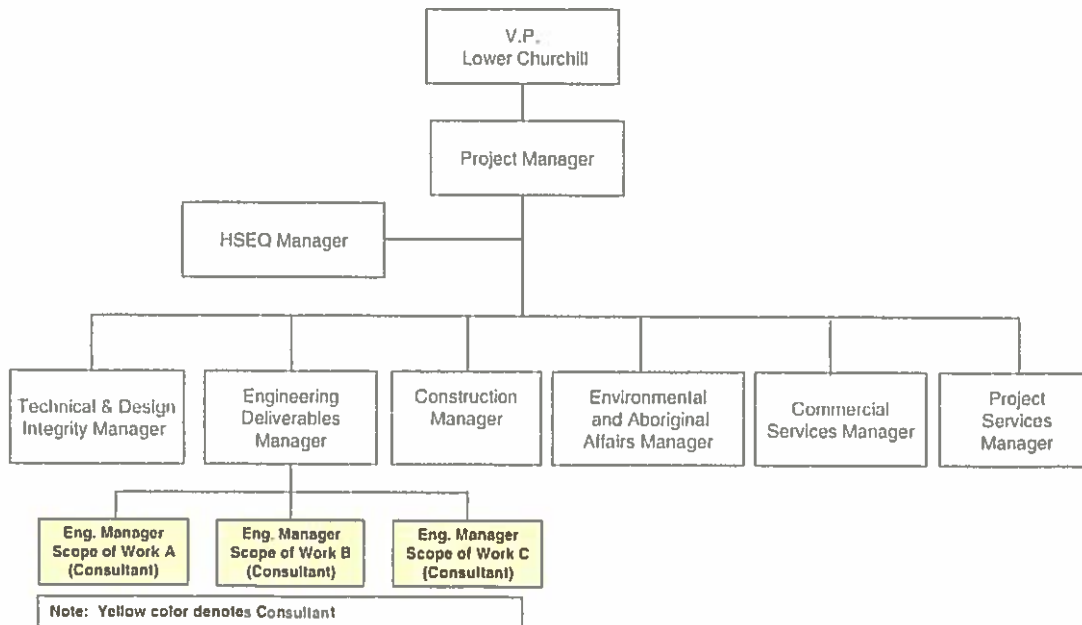 V.P.
Lower Churchill
Project Manager
HSEQ Manager
Technical & Design
Integrity Manager
Engineering
Deliverables
Manager
Construction
Manager
Environmental
and Aboriginal
Affairs Manager
Commercial
Services Manager
Project
Services
Manager
Eng. Manager
Scope of Work A
(Consultant)
Eng. Manager
Scope of Work B
(Consultant)
Eng. Manager
Scope of Work C
(Consultant)
Note: Yellow color denotes Consultant